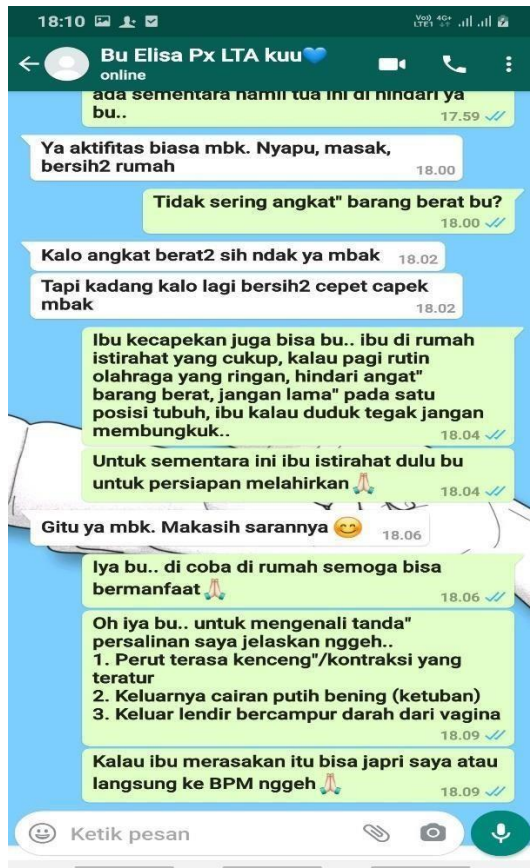 18:10
Vo)) 4G+
LTE1
Bu Elisa Px LTA kuu💙
online
ada sementara hamil tua ini di hindari ya
bu..
17.59
Ya aktifitas biasa mbk. Nyapu, masak,
bersih2 rumah
18.00
Tidak sering angkat" barang berat bu?
18.00
Kalo angkat berat2 sih ndak ya mbak
18.02
Tapi kadang kalo lagi bersih2 cepet capek
mbak
18.02
Ibu kecapekan juga bisa bu.. ibu di rumah
istirahat yang cukup, kalau pagi rutin
olahraga yang ringan, hindari angat"
barang berat, jangan lama" pada satu
posisi tubuh, ibu kalau duduk tegak jangan
membungkuk..
18.04
Untuk sementara ini ibu istirahat dulu bu
untuk persiapan melahirkan 🙏
18.04
Gitu ya mbk. Makasih sarannya 😊
18.06
Iya bu.. di coba di rumah semoga bisa
bermanfaat 🙏
18.06
Oh iya bu.. untuk mengenali tanda"
persalinan saya jelaskan nggeh..
1. Perut terasa kenceng"/kontraksi yang
teratur
2. Keluarnya cairan putih bening (ketuban)
3. Keluar lendir bercampur darah dari vagina
18.09
Kalau ibu merasakan itu bisa japri saya atau
langsung ke BPM nggeh 🙏
18.09
Ketik pesan